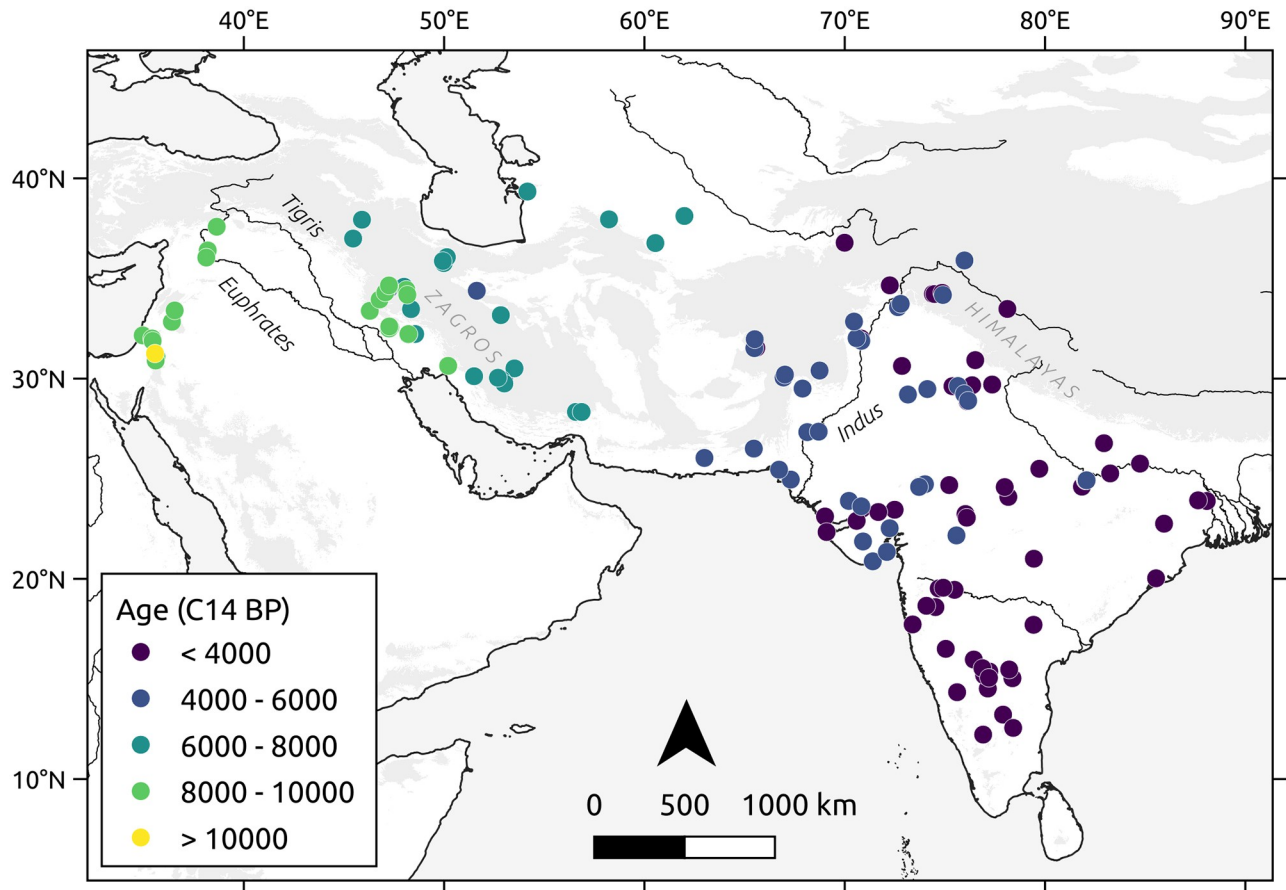 40°E 50°E 60°E 70°E 80°E 90°E
40°N
Tigris
Euphrates
ZAGROS
HIMALAYAS
30°N
Indus
20°N
Age (C14 BP)
< 4000
4000 - 6000
6000 - 8000
8000 - 10000
> 10000
10°N
0 500 1000 km